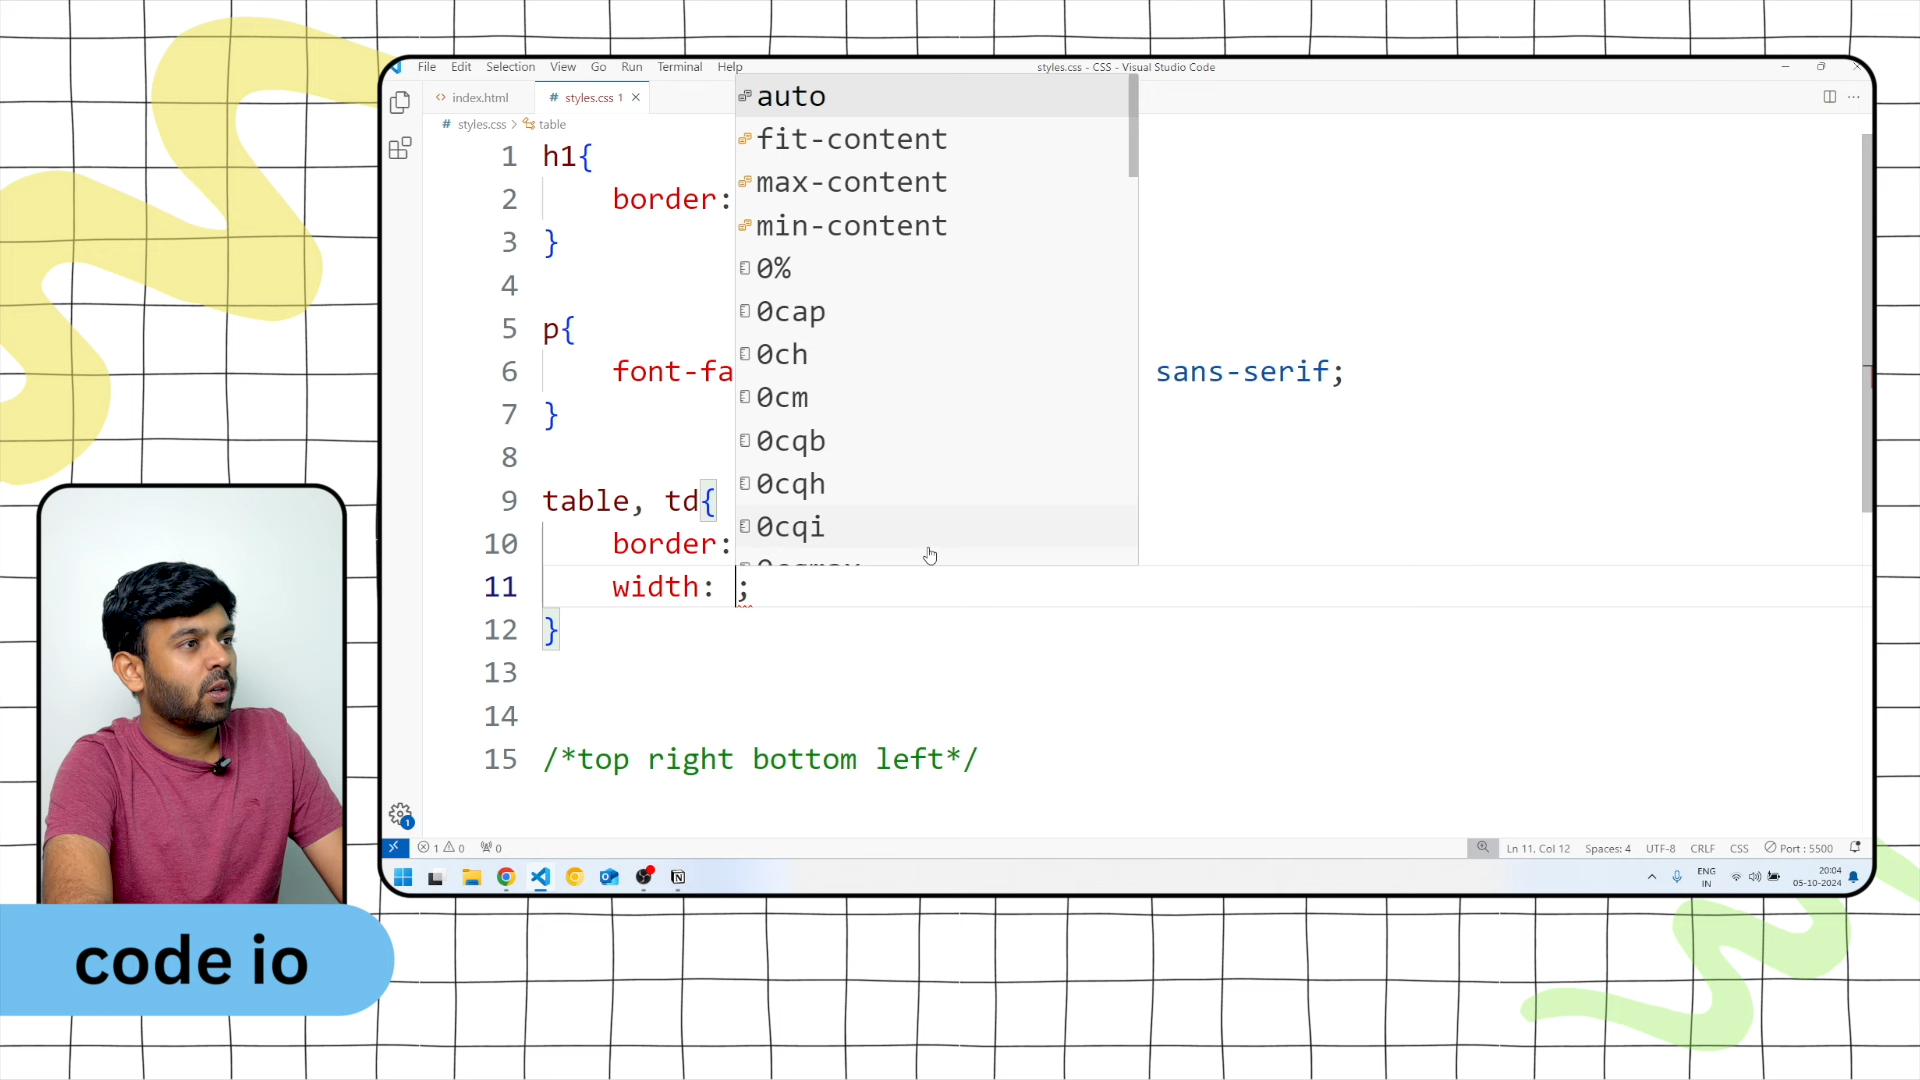 File Edit Selection View Go Run Terminal Help
styles.css - CSS - Visual Studio Code
index.html
styles.css 1
styles.css > table
1 h1{
2 border:
3 }
4
5 p{
6 font-fa sans-serif;
7 }
8
9 table, td{
10 border:
11 width: ;
12 }
13
14
15 /*top right bottom left*/
auto
fit-content
max-content
min-content
0%
0cap
0ch
0cm
0cqb
0cqh
0cqi
1 0 0
Ln 11, Col 12 Spaces: 4 UTF-8 CRLF CSS Port : 5500
ENG
IN
20:04
05-10-2024
code io